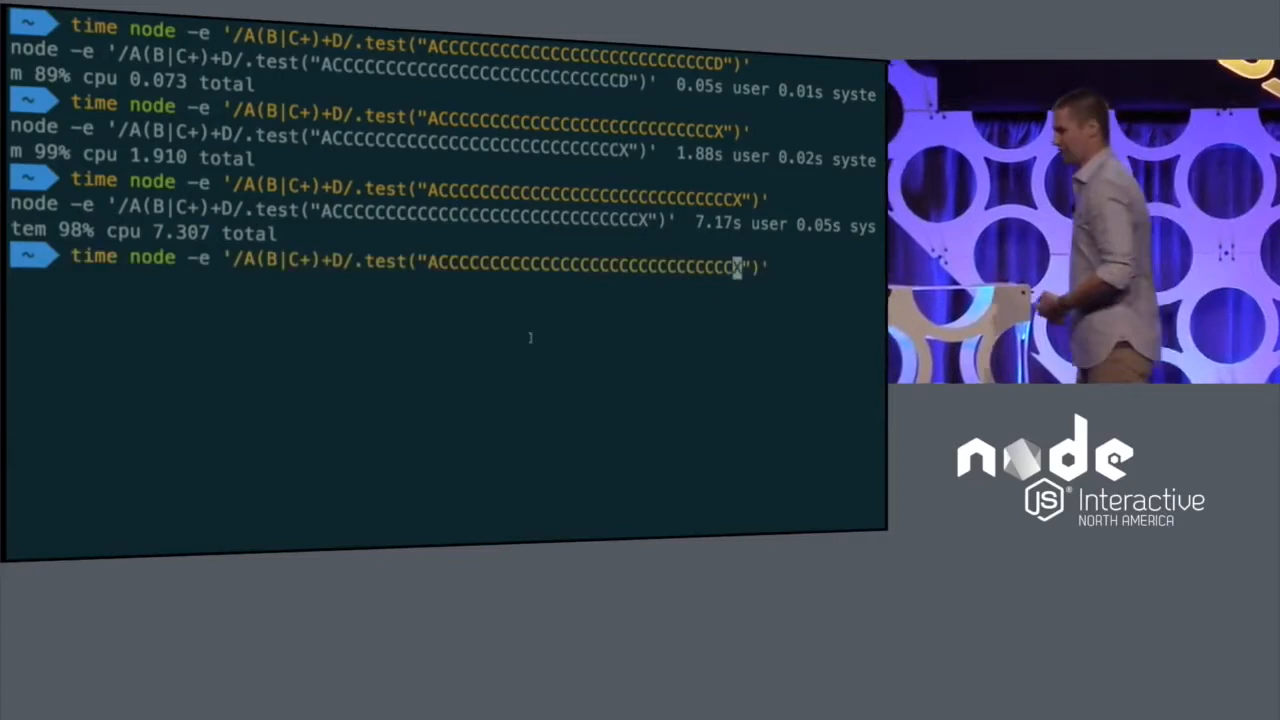 ~ time node -e '/A(B|C+)+D/.test("ACCCCCCCCCCCCCCCCCCCCCCCCCCCCD")'
node -e '/A(B|C+)+D/.test("ACCCCCCCCCCCCCCCCCCCCCCCCCCCCD")' 0.05s user 0.01s syste
m 89% cpu 0.073 total
~ time node -e '/A(B|C+)+D/.test("ACCCCCCCCCCCCCCCCCCCCCCCCCCCCX")'
node -e '/A(B|C+)+D/.test("ACCCCCCCCCCCCCCCCCCCCCCCCCCCCX")' 1.88s user 0.02s syste
m 99% cpu 1.910 total
~ time node -e '/A(B|C+)+D/.test("ACCCCCCCCCCCCCCCCCCCCCCCCCCCCCCX")'
node -e '/A(B|C+)+D/.test("ACCCCCCCCCCCCCCCCCCCCCCCCCCCCCCX")' 7.17s user 0.05s sys
tem 98% cpu 7.307 total
~ time node -e '/A(B|C+)+D/.test("ACCCCCCCCCCCCCCCCCCCCCCCCCCCCCCX")'
node
JS® Interactive
NORTH AMERICA